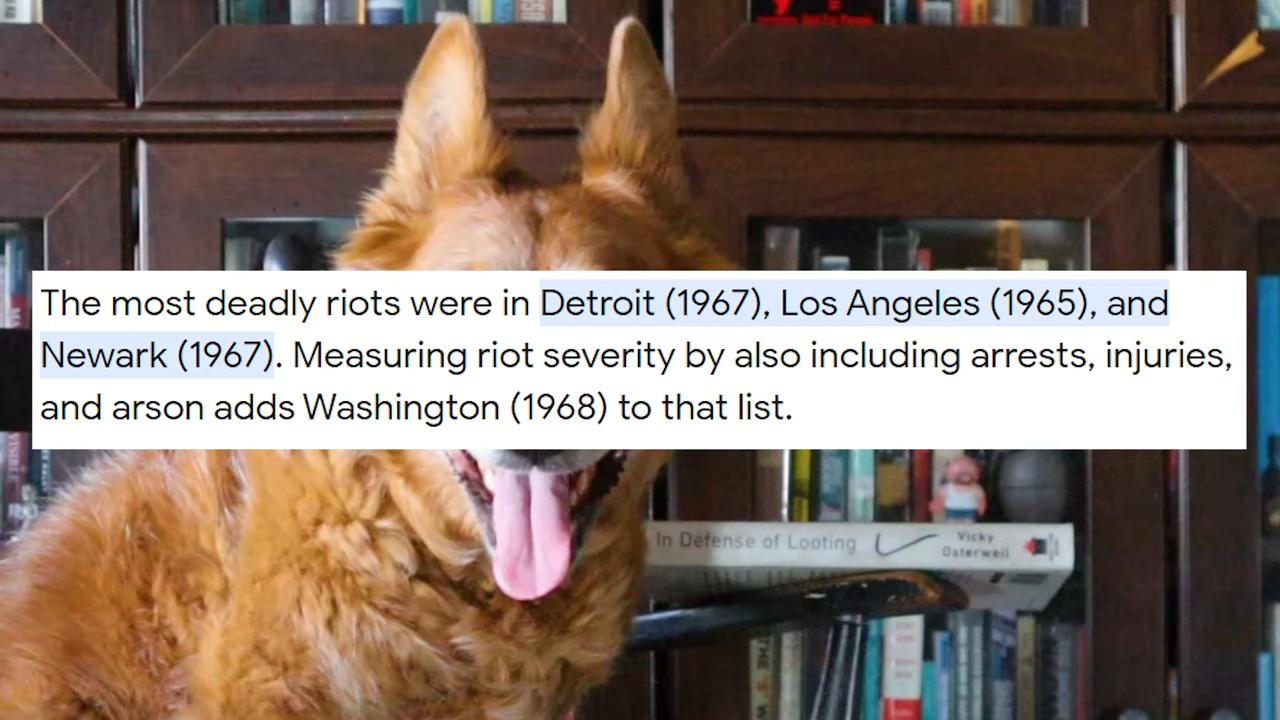 The most deadly riots were in Detroit (1967), Los Angeles (1965), and
Newark (1967). Measuring riot severity by also including arrests, injuries,
and arson adds Washington (1968) to that list.
In Defense of Looting
Vicky
Osterweil
THE